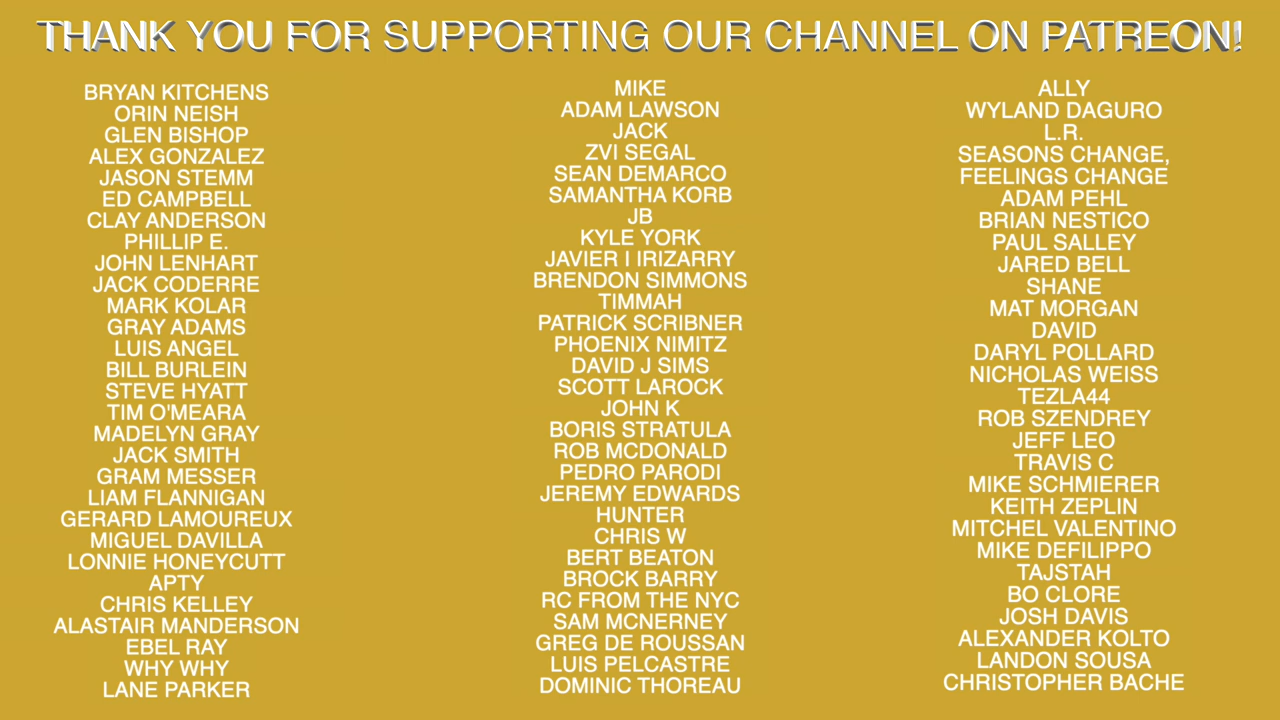 THANK YOU FOR SUPPORTING OUR CHANNEL ON PATREON!
BRYAN KITCHENS
ORIN NEISH
GLEN BISHOP
ALEX GONZALEZ
JASON STEMM
ED CAMPBELL
CLAY ANDERSON
PHILLIP E.
JOHN LENHART
JACK CODERRE
MARK KOLAR
GRAY ADAMS
LUIS ANGEL
BILL BURLEIN
STEVE HYATT
TIM O'MEARA
MADELYN GRAY
JACK SMITH
GRAM MESSER
LIAM FLANNIGAN
GERARD LAMOUREUX
MIGUEL DAVILLA
LONNIE HONEYCUTT
APTY
CHRIS KELLEY
ALASTAIR MANDERSON
EBEL RAY
WHY WHY
LANE PARKER
MIKE
ADAM LAWSON
JACK
ZVI SEGAL
SEAN DEMARCO
SAMANTHA KORB
JB
KYLE YORK
JAVIER I IRIZARRY
BRENDON SIMMONS
TIMMAH
PATRICK SCRIBNER
PHOENIX NIMITZ
DAVID J SIMS
SCOTT LAROCK
JOHN K
BORIS STRATULA
ROB MCDONALD
PEDRO PARODI
JEREMY EDWARDS
HUNTER
CHRIS W
BERT BEATON
BROCK BARRY
RC FROM THE NYC
SAM MCNERNEY
GREG DE ROUSSAN
LUIS PELCASTRE
DOMINIC THOREAU
ALLY
WYLAND DAGURO
L.R.
SEASONS CHANGE,
FEELINGS CHANGE
ADAM PEHL
BRIAN NESTICO
PAUL SALLEY
JARED BELL
SHANE
MAT MORGAN
DAVID
DARYL POLLARD
NICHOLAS WEISS
TEZLA44
ROB SZENDREY
JEFF LEO
TRAVIS C
MIKE SCHMIERER
KEITH ZEPLIN
MITCHEL VALENTINO
MIKE DEFILIPPO
TAJSTAH
BO CLORE
JOSH DAVIS
ALEXANDER KOLTO
LANDON SOUSA
CHRISTOPHER BACHE